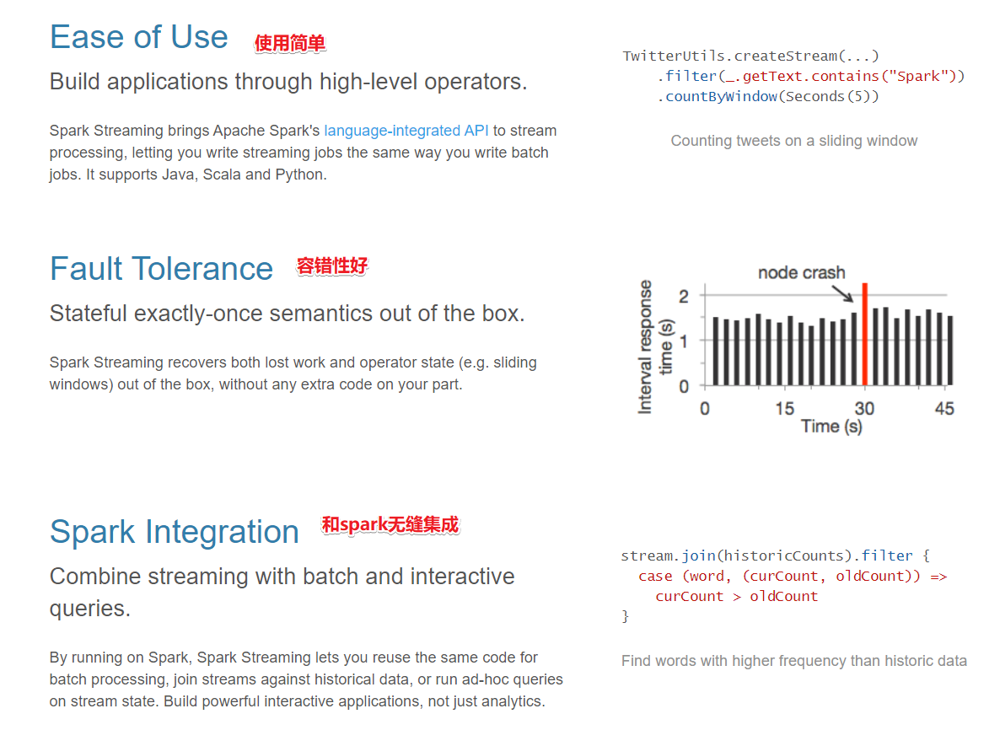 Ease of Use 使用简单
Build applications through high-level operators.
Spark Streaming brings Apache Spark's language-integrated API to stream
processing, letting you write streaming jobs the same way you write batch
jobs. It supports Java, Scala and Python.
TwitterUtils.createStream(...)
.filter(_.getText.contains("Spark"))
.countByWindow(Seconds(5))
Counting tweets on a sliding window
Fault Tolerance 容错性好
Stateful exactly-once semantics out of the box.
Spark Streaming recovers both lost work and operator state (e.g. sliding
windows) out of the box, without any extra code on your part.
node crash
Interval response
time (s)
2
1
0
0 15 30 45
Time (s)
Spark Integration 和spark无缝集成
Combine streaming with batch and interactive
queries.
By running on Spark, Spark Streaming lets you reuse the same code for
batch processing, join streams against historical data, or run ad-hoc queries
on stream state. Build powerful interactive applications, not just analytics.
stream.join(historicCounts).filter {
case (word, (curCount, oldCount)) =>
curCount > oldCount
}
Find words with higher frequency than historic data